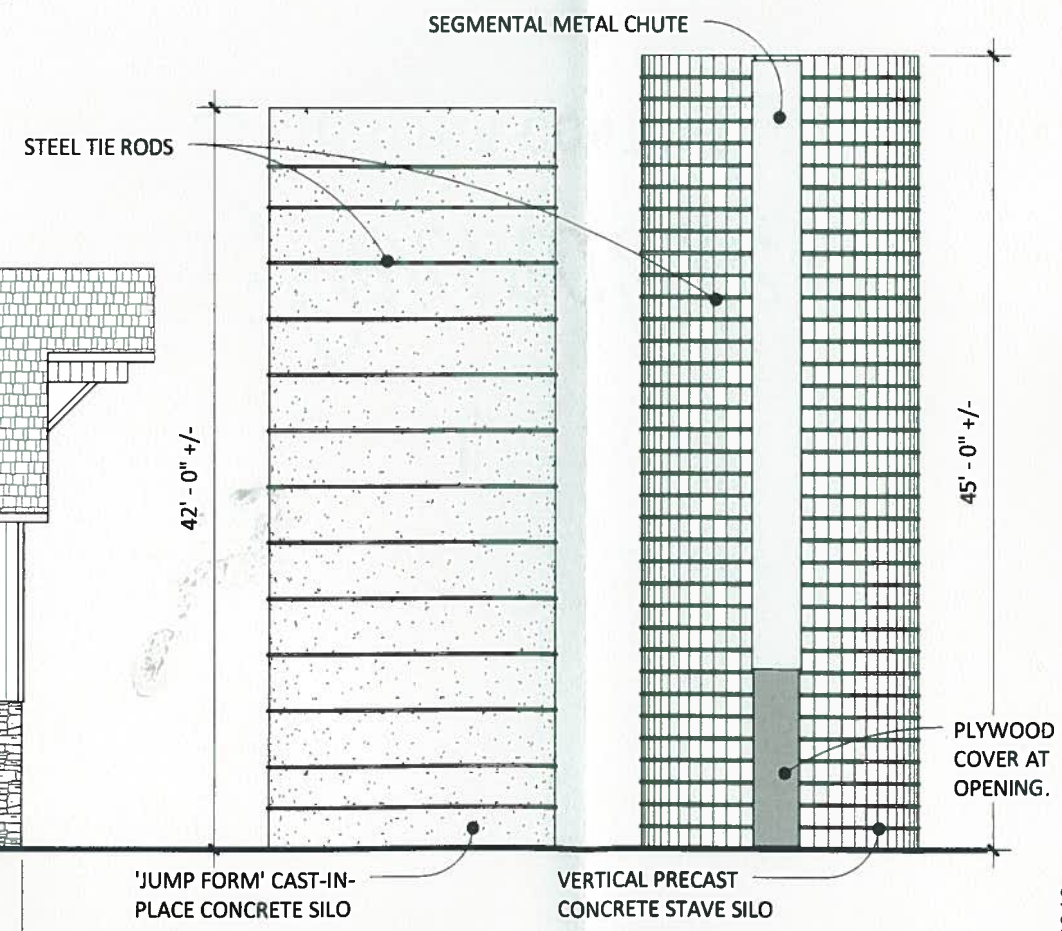 SEGMENTAL METAL CHUTE
STEEL TIE RODS
42' - 0" +/-
45' - 0" +/-
PLYWOOD
COVER AT
OPENING.
'JUMP FORM' CAST-IN-
PLACE CONCRETE SILO
VERTICAL PRECAST
CONCRETE STAVE SILO